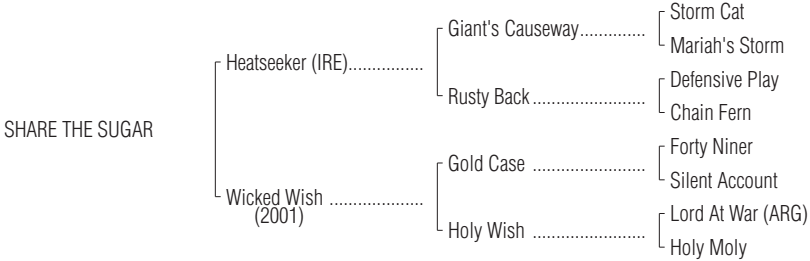 Storm Cat
Giant's Causeway..............
Mariah's Storm
Heatseeker (IRE)................
Defensive Play
Rusty Back ........................
Chain Fern
SHARE THE SUGAR
Forty Niner
Gold Case ........................
Silent Account
Wicked Wish ....................
(2001)
Lord At War (ARG)
Holy Wish ........................
Holy Moly